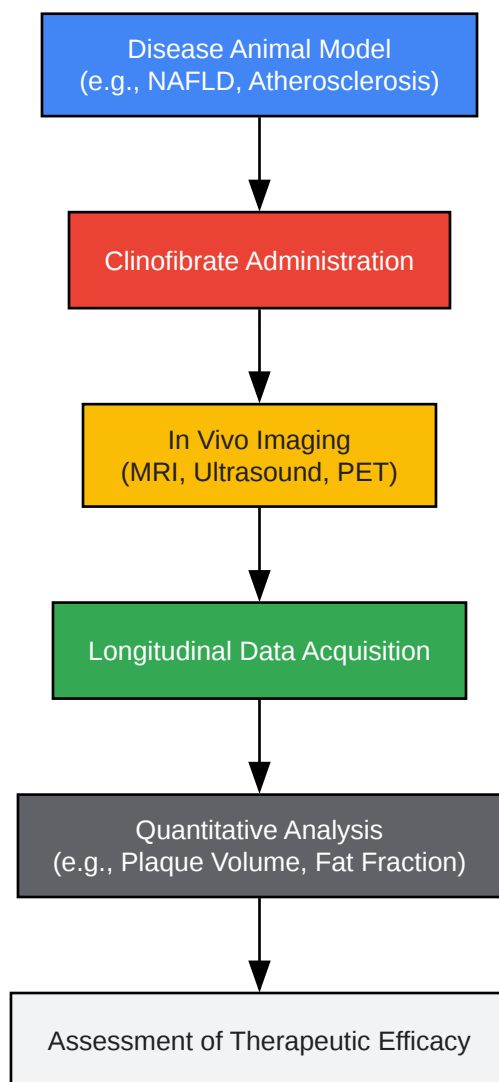 Disease Animal Model
(e.g., NAFLD, Atherosclerosis)
Clinofibrate Administration
In Vivo Imaging
(MRI, Ultrasound, PET)
Longitudinal Data Acquisition
Quantitative Analysis
(e.g., Plaque Volume, Fat Fraction)
Assessment of Therapeutic Efficacy